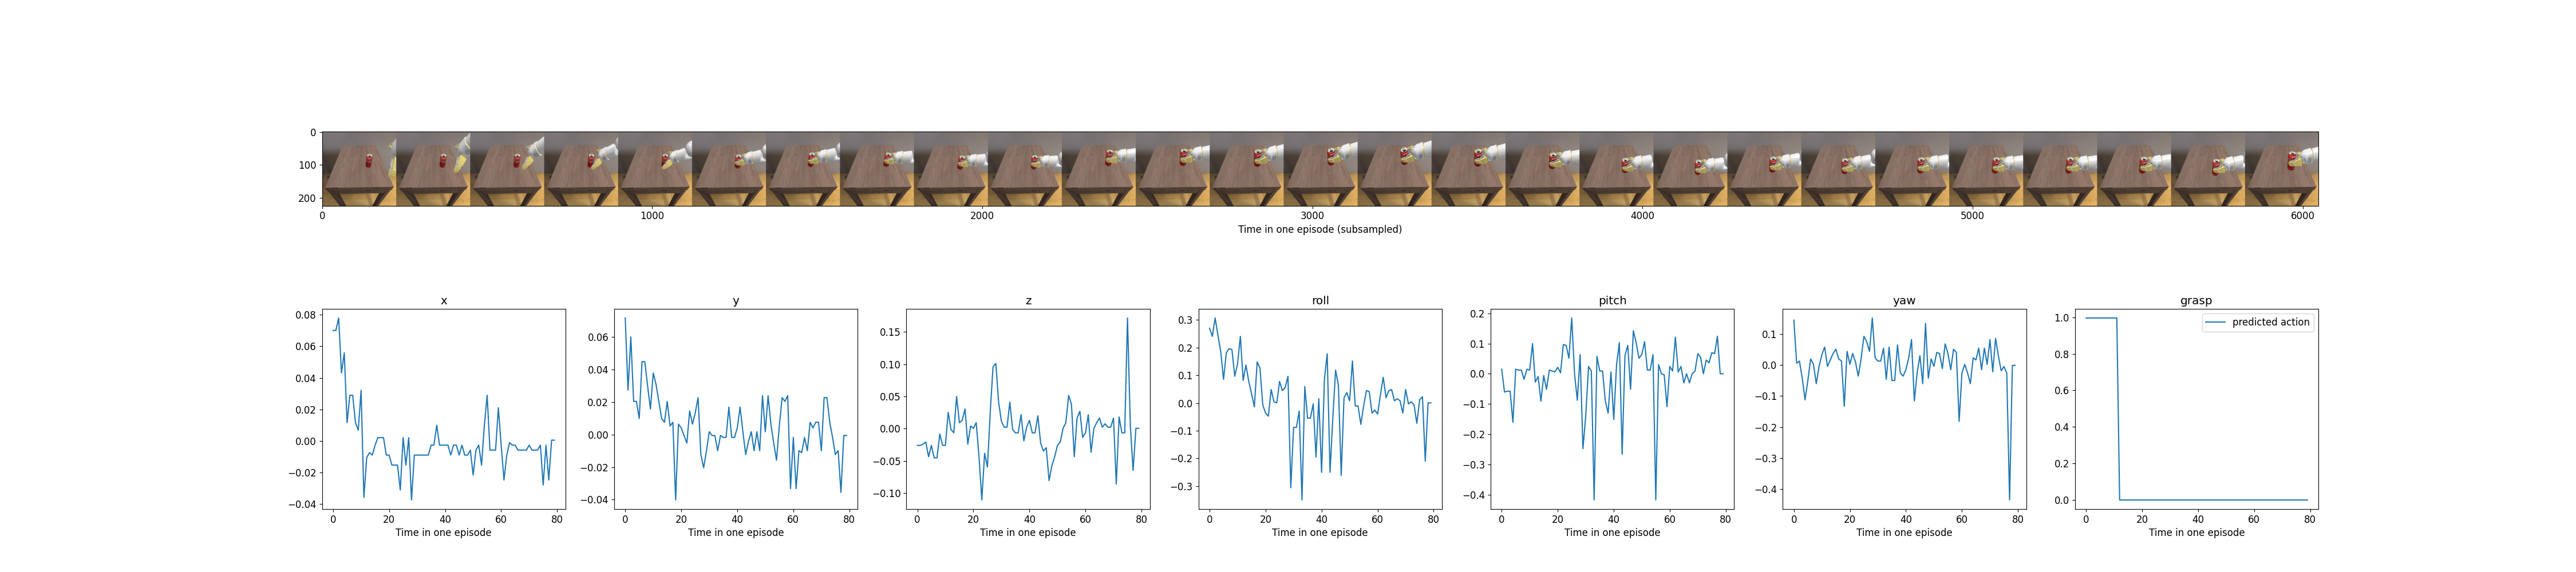 0
100
200
0 1000 2000 3000 4000 5000 6000
Time in one episode (subsampled)
x y z roll pitch yaw grasp
0.08
0.06
0.04
0.02
0.00
−0.02
−0.04
0 20 40 60 80
Time in one episode
0.06
0.04
0.02
0.00
−0.02
−0.04
0 20 40 60 80
Time in one episode
0.15
0.10
0.05
0.00
−0.05
−0.10
0 20 40 60 80
Time in one episode
0.3
0.2
0.1
0.0
−0.1
−0.2
−0.3
0 20 40 60 80
Time in one episode
0.2
0.1
0.0
−0.1
−0.2
−0.3
−0.4
0 20 40 60 80
Time in one episode
0.1
0.0
−0.1
−0.2
−0.3
−0.4
0 20 40 60 80
Time in one episode
predicted action
1.0
0.8
0.6
0.4
0.2
0.0
0 20 40 60 80
Time in one episode